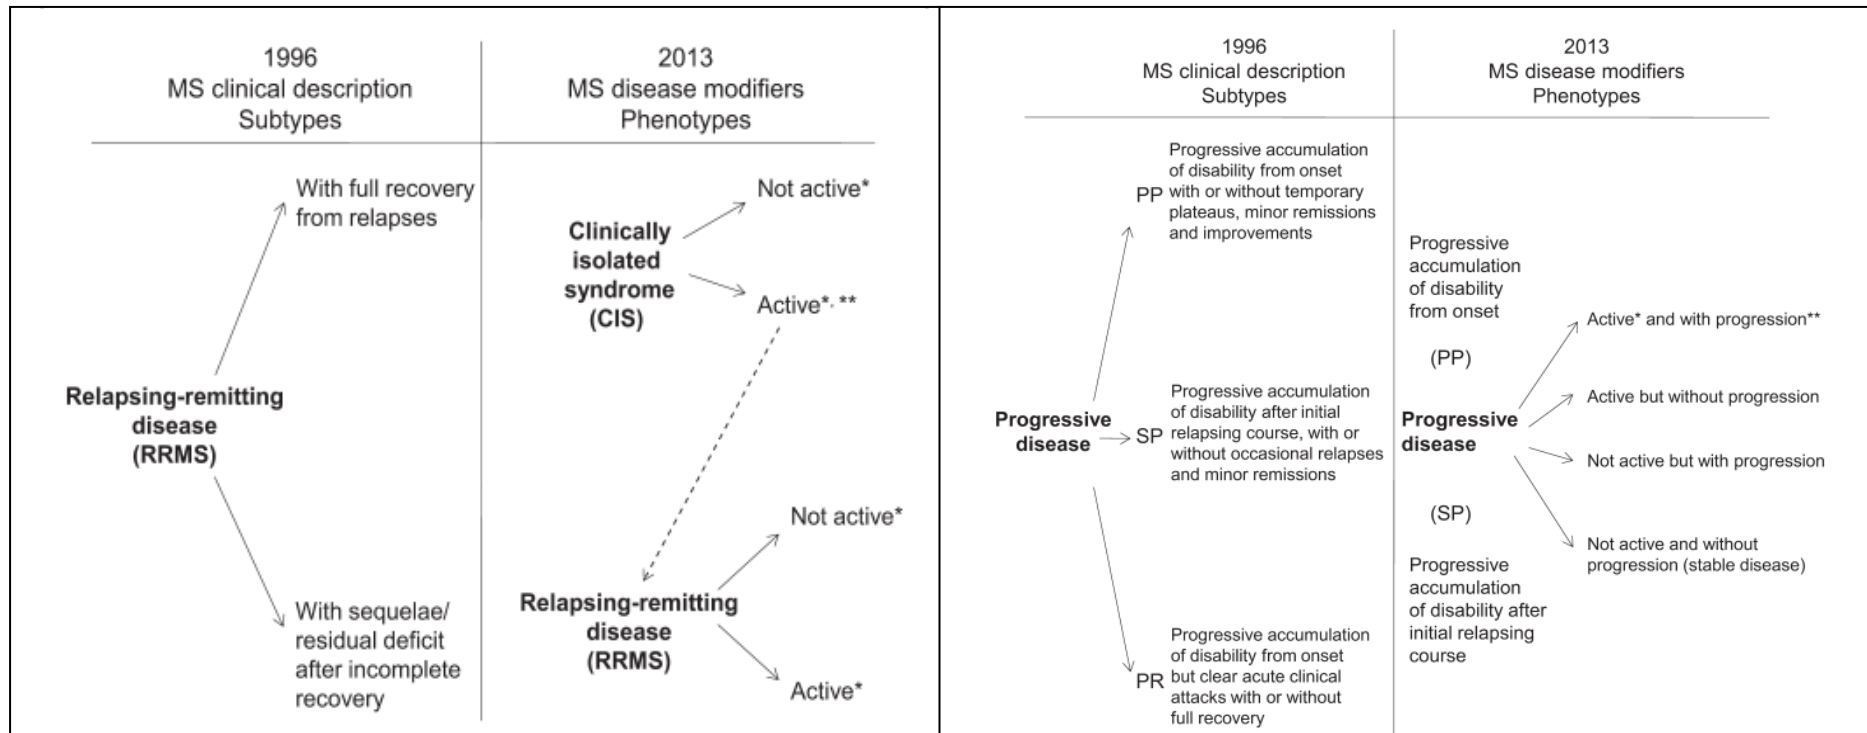 1996
MS clinical description
Subtypes
2013
MS disease modifiers
Phenotypes
With full recovery
from relapses
Relapsing-remitting
disease
(RRMS)
With sequelae/
residual deficit
after incomplete
recovery
Not active*
Clinically
isolated
syndrome
(CIS)
Active*, **
Not active*
Relapsing-remitting
disease
(RRMS)
Active*
1996
MS clinical description
Subtypes
2013
MS disease modifiers
Phenotypes
Progressive accumulation
of disability from onset
PP with or without temporary
plateaus, minor remissions
and improvements
Progressive
disease
Progressive accumulation
of disability after initial
SP relapsing course, with or
without occasional relapses
and minor remissions
Progressive accumulation
of disability from onset
PR but clear acute clinical
attacks with or without
full recovery
Progressive
accumulation
of disability
from onset
(PP)
Progressive
disease
(SP)
Progressive
accumulation
of disability after
initial relapsing
course
Active* and with progression**
Active but without progression
Not active but with progression
Not active and without
progression (stable disease)